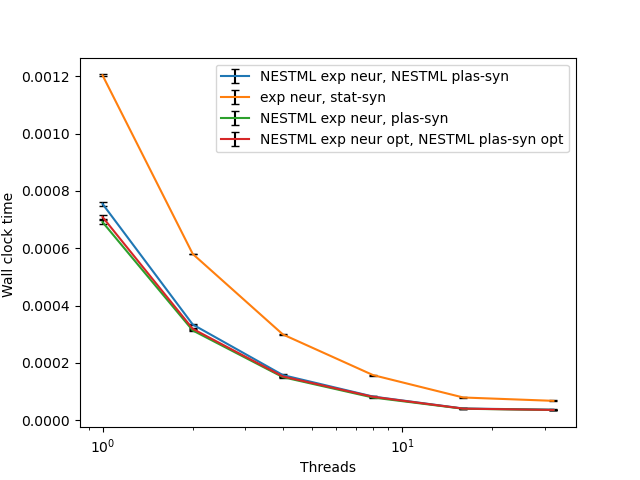 NESTML exp neur, NESTML plas-syn
exp neur, stat-syn
NESTML exp neur, plas-syn
NESTML exp neur opt, NESTML plas-syn opt
0.0012
0.0010
0.0008
0.0006
0.0004
0.0002
0.0000
Wall clock time
10⁰
10¹
Threads